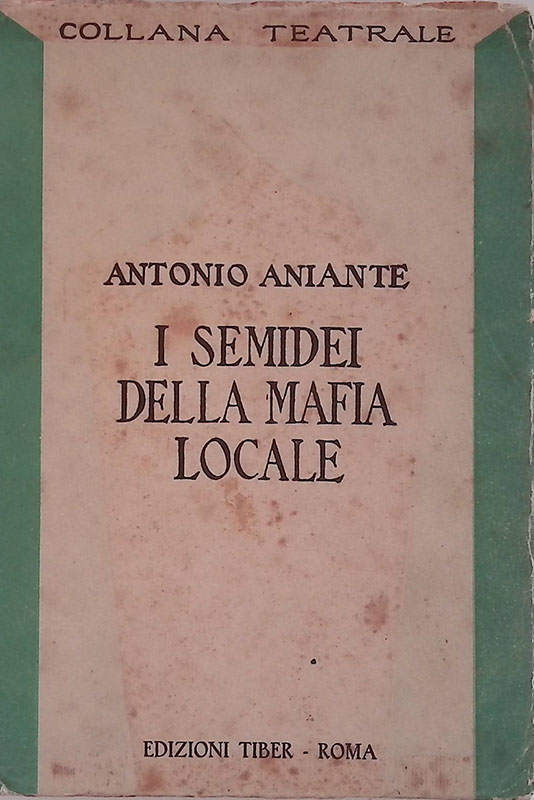 COLLANA TEATRALE
ANTONIO ANIANTE
I SEMIDEI
DELLA MAFIA
LOCALE
EDIZIONI TIBER - ROMA